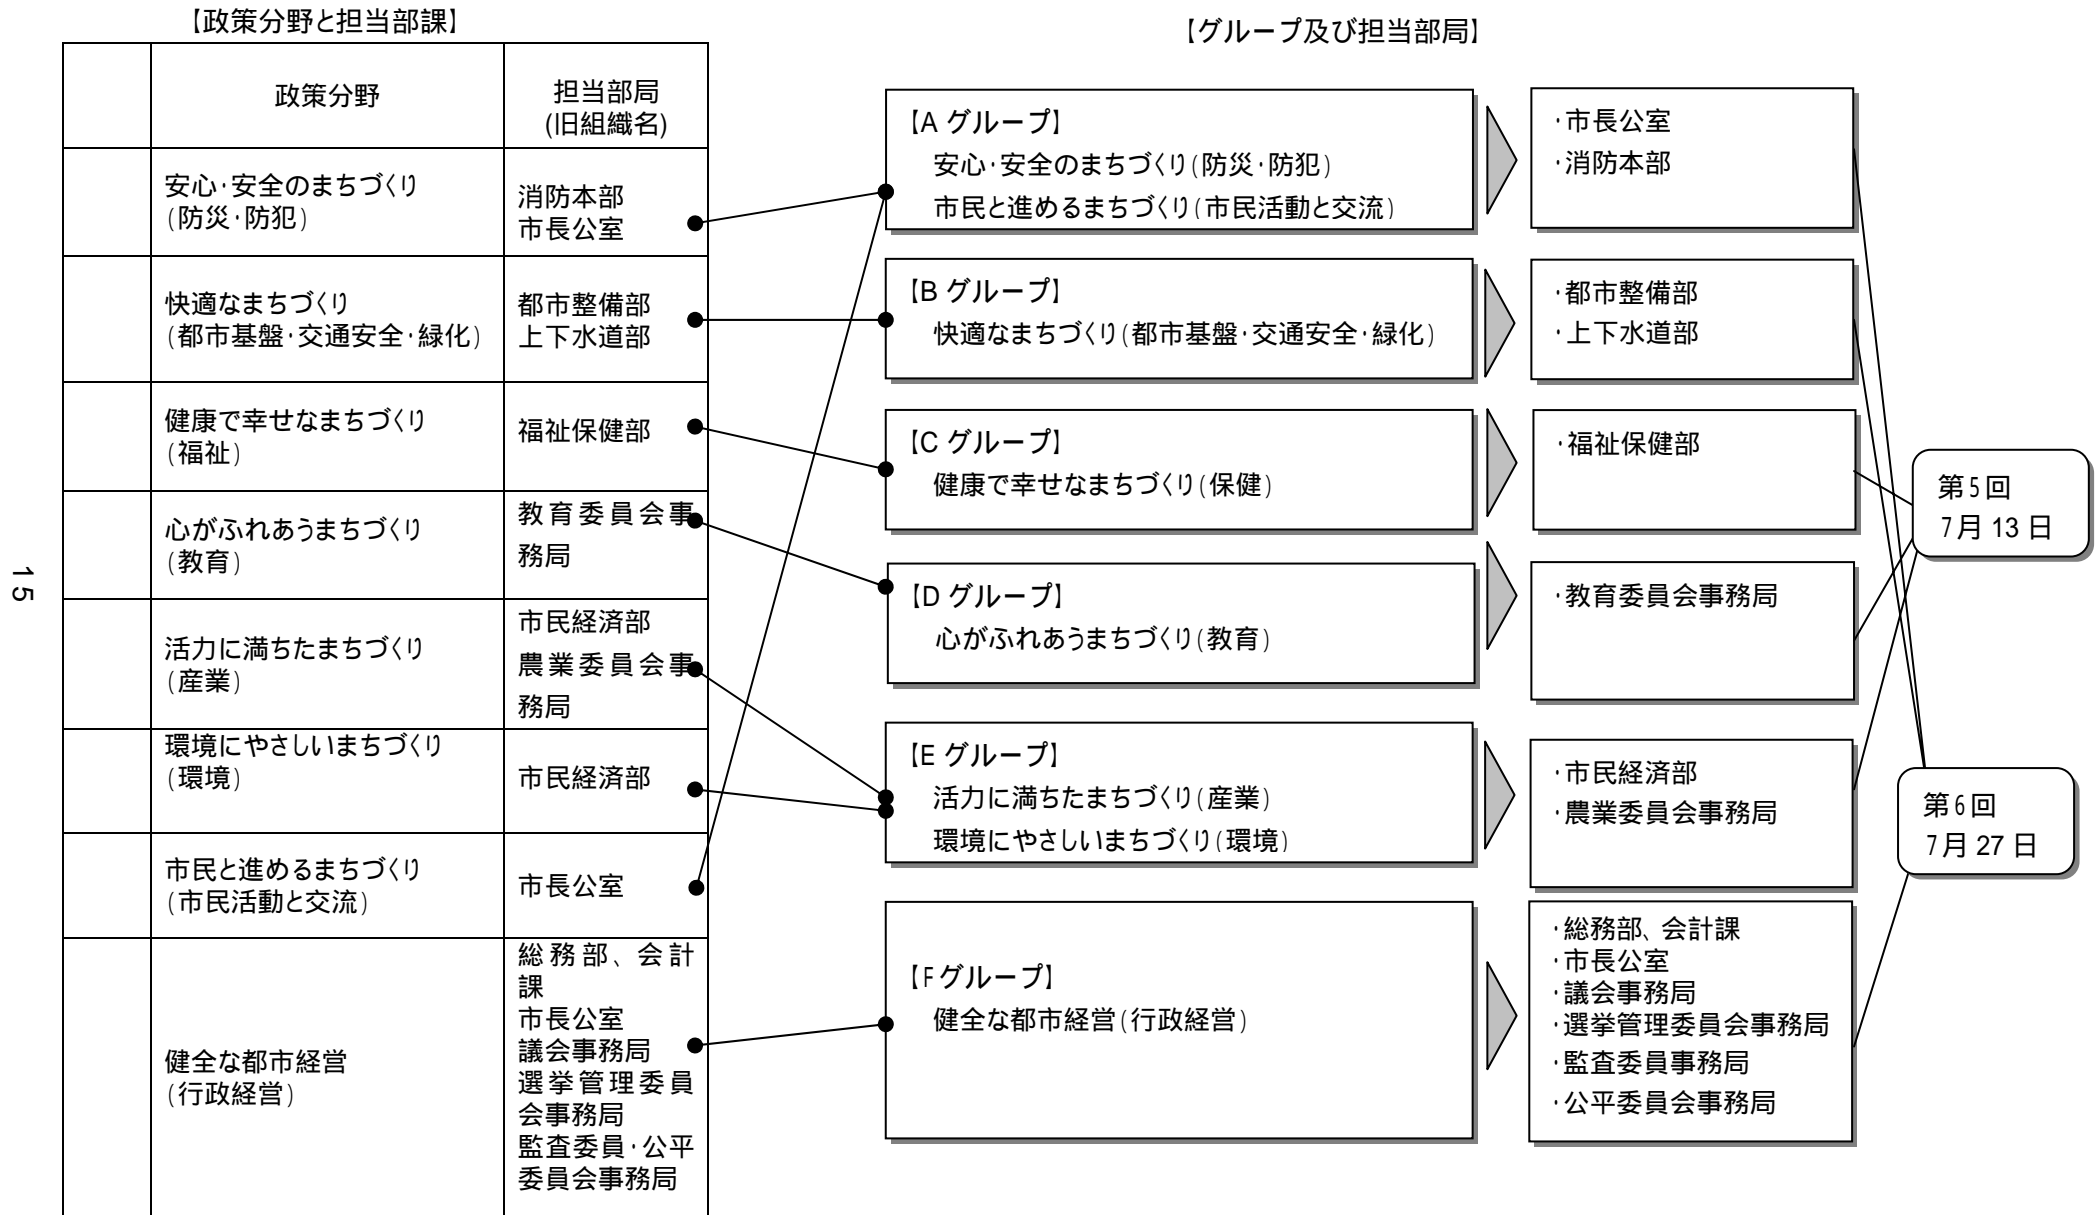 【政策分野と担当部課】
政策分野
担当部局
(旧組織名)
安心・安全のまちづくり
(防災・防犯)
消防本部
市長公室
快適なまちづくり
(都市基盤・交通安全・緑化)
都市整備部
上下水道部
健康で幸せなまちづくり
(福祉)
福祉保健部
心がふれあうまちづくり
(教育)
教育委員会事
務局
活力に満ちたまちづくり
(産業)
市民経済部
農業委員会事
務局
環境にやさしいまちづくり
(環境)
市民経済部
市民と進めるまちづくり
(市民活動と交流)
市長公室
健全な都市経営
(行政経営)
総務部、会計
課
市長公室
議会事務局
選挙管理委員
会事務局
監査委員・公平
委員会事務局
【グループ及び担当部局】
【A グループ】
安心・安全のまちづくり(防災・防犯)
市民と進めるまちづくり(市民活動と交流)
・市長公室
・消防本部
【B グループ】
快適なまちづくり(都市基盤・交通安全・緑化)
・都市整備部
・上下水道部
【C グループ】
健康で幸せなまちづくり(保健)
・福祉保健部
【D グループ】
心がふれあうまちづくり(教育)
・教育委員会事務局
【E グループ】
活力に満ちたまちづくり(産業)
環境にやさしいまちづくり(環境)
・市民経済部
・農業委員会事務局
【Fグループ】
健全な都市経営(行政経営)
・総務部、会計課
・市長公室
・議会事務局
・選挙管理委員会事務局
・監査委員事務局
・公平委員会事務局
第5回
7月 13 日
第6回
7月 27 日
15